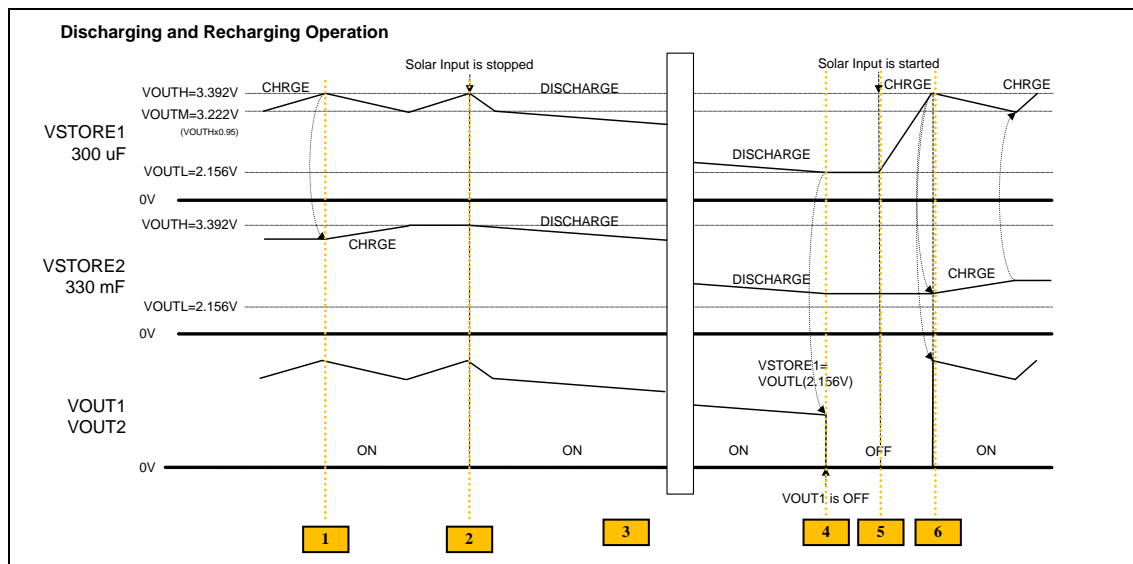 Discharging and Recharging Operation
Solar Input is stopped
Solar Input is started
CHRGE
DISCHARGE
CHRGE
CHRGE
VOUTH=3.392V
VOUTM=3.222V
(VOUTHx0.95)
VSTORE1
300 uF
DISCHARGE
VOUTL=2.156V
0V
VOUTH=3.392V
DISCHARGE
CHRGE
VSTORE2
330 mF
DISCHARGE
CHRGE
VOUTL=2.156V
0V
VSTORE1=
VOUTL(2.156V)
VOUT1
VOUT2
ON
ON
ON
OFF
ON
0V
VOUT1 is OFF
1
2
3
4
5
6